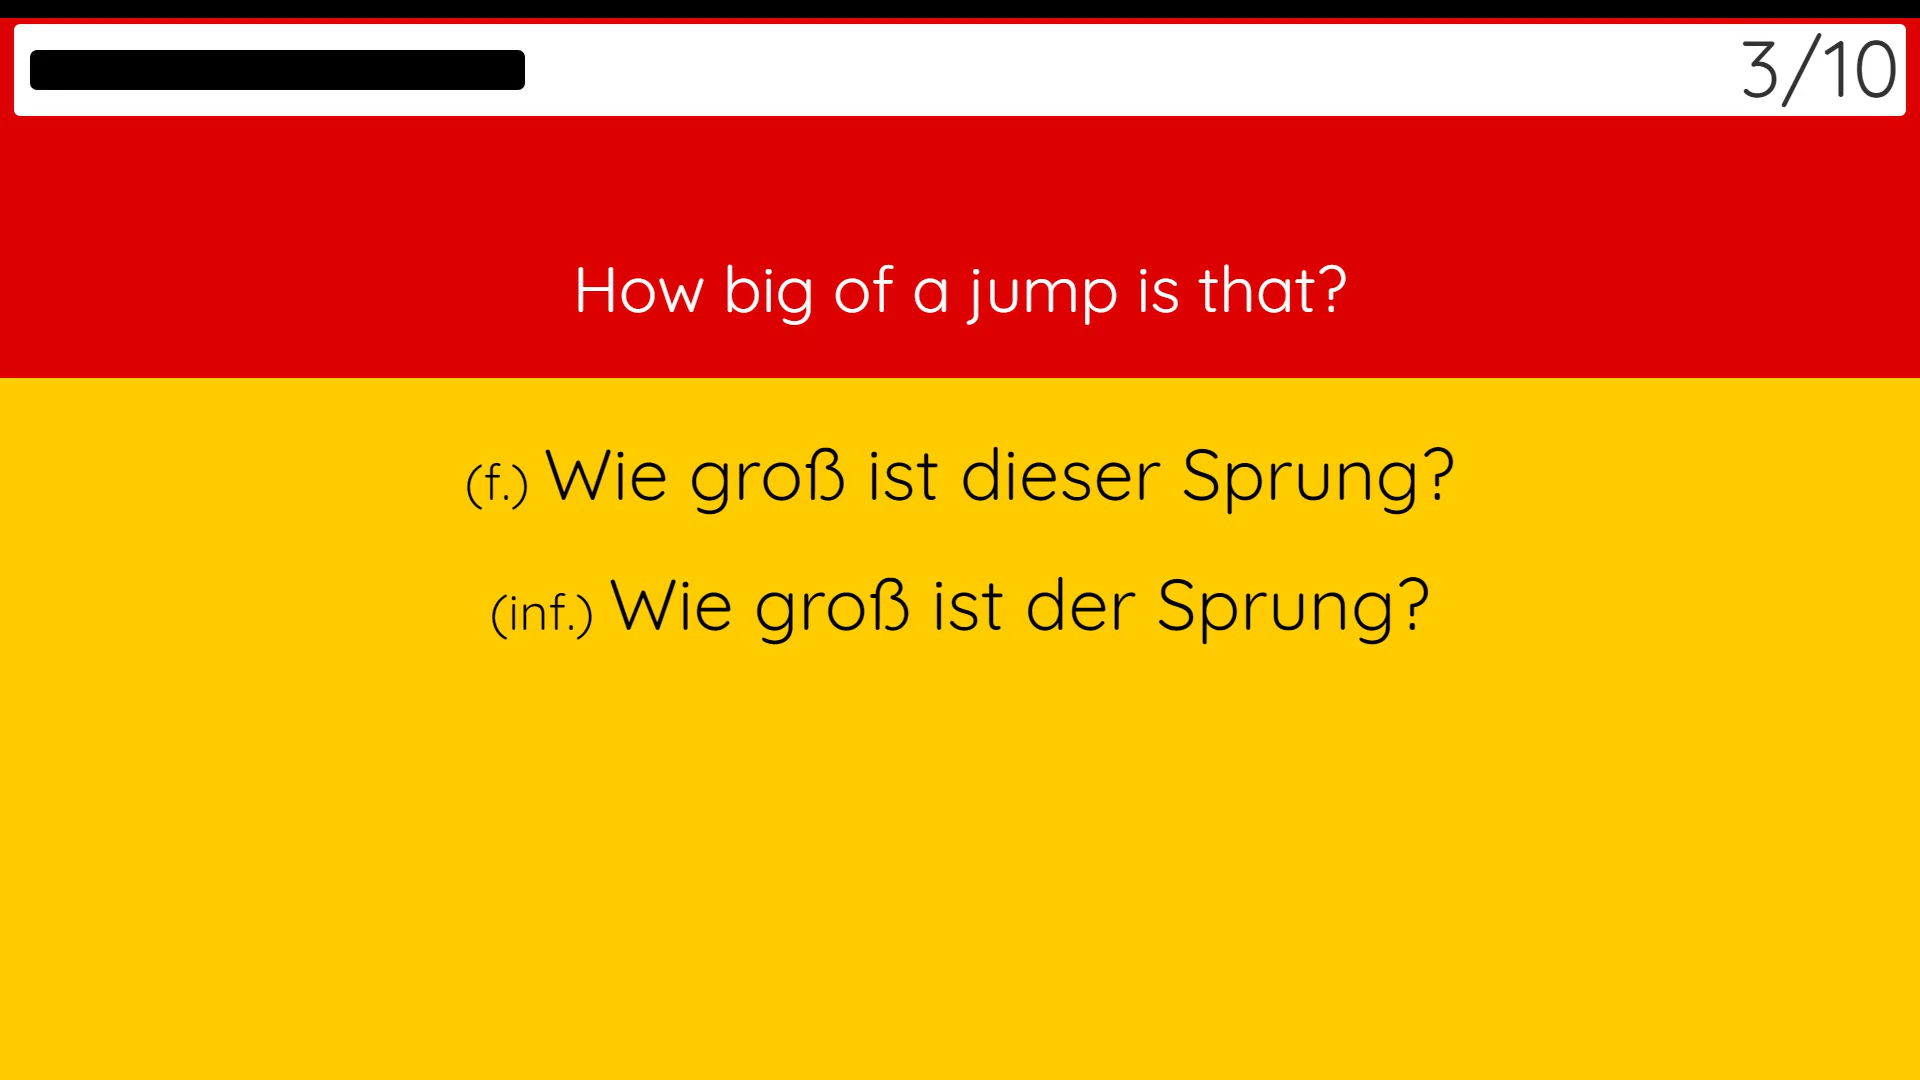 3/10
How big of a jump is that?
(f.) Wie groß ist dieser Sprung?
(inf.) Wie groß ist der Sprung?